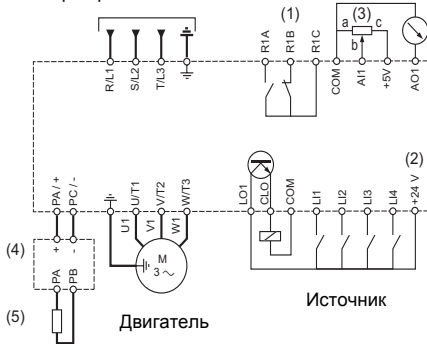 (1)
(3)
a
c
b
R/L1
S/L2
T/L3
R1A
R1B
R1C
COM
AI1
+5V
AO1
(2)
PA / +
PC / -
U/T1
V/T2
W/T3
U1
V1
W1
LO1
CLO
COM
LI1
LI2
LI3
LI4
+24 V
(4)
+
-
PA
PB
M
3 ~
(5)
Двигатель
Источник